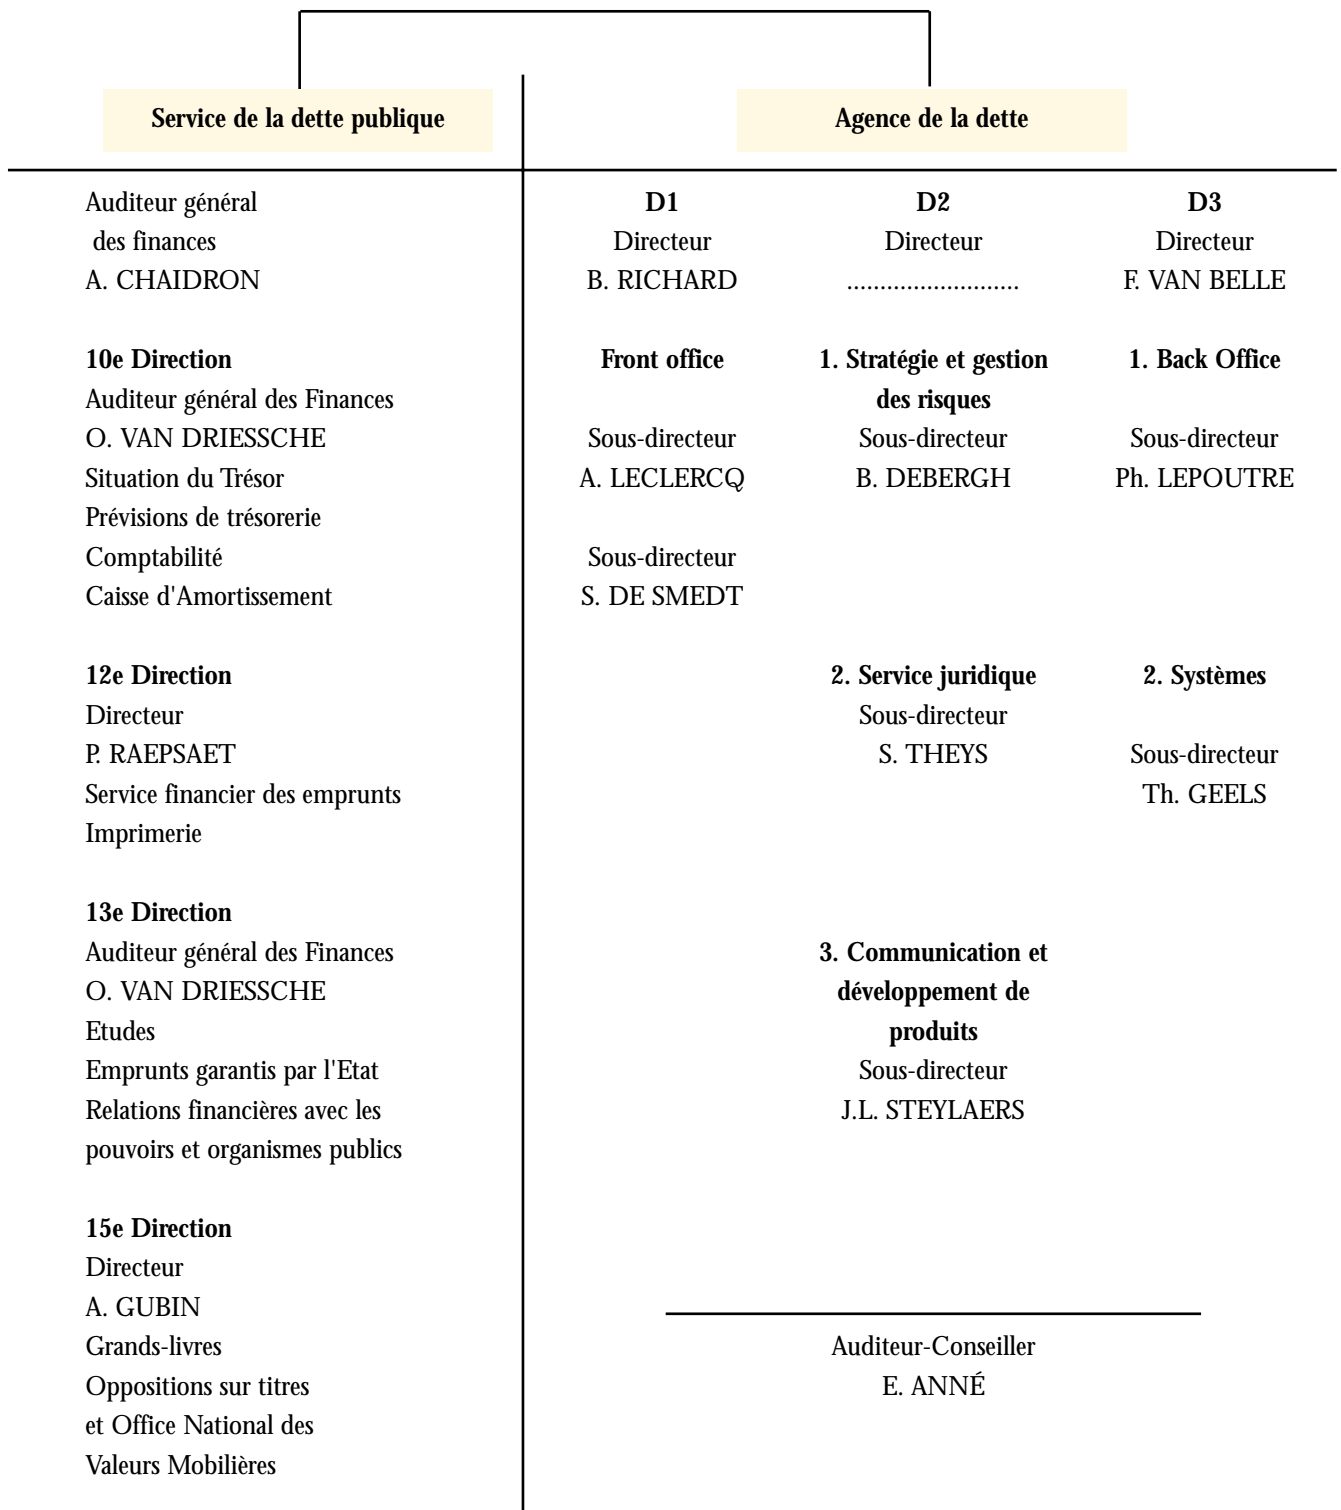 Service de la dette publique
Agence de la dette
Auditeur général
des finances
A. CHAIDRON
10e Direction
Auditeur général des Finances
O. VAN DRIESSCHE
Situation du Trésor
Prévisions de trésorerie
Comptabilité
Caisse d'Amortissement
12e Direction
Directeur
P. RAEPSAET
Service financier des emprunts
Imprimerie
13e Direction
Auditeur général des Finances
O. VAN DRIESSCHE
Etudes
Emprunts garantis par l'Etat
Relations financières avec les
pouvoirs et organismes publics
15e Direction
Directeur
A. GUBIN
Grands-livres
Oppositions sur titres
et Office National des
Valeurs Mobilières
D1
Directeur
B. RICHARD
Front office
Sous-directeur
A. LECLERCQ
Sous-directeur
S. DE SMEDT
D2
Directeur
..........................
1. Stratégie et gestion
des risques
Sous-directeur
B. DEBERGH
2. Service juridique
Sous-directeur
S. THEYS
3. Communication et
développement de
produits
Sous-directeur
J.L. STEYLAERS
D3
Directeur
F. VAN BELLE
1. Back Office
Sous-directeur
Ph. LEPOUTRE
2. Systèmes
Sous-directeur
Th. GEELS
Auditeur-Conseiller
E. ANNÉ